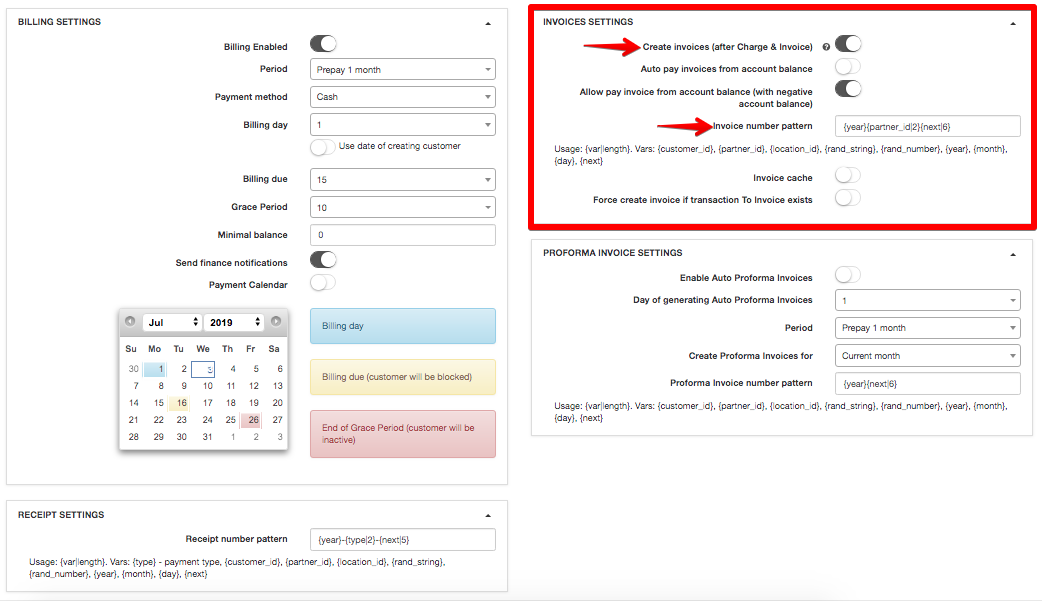 BILLING SETTINGS
Billing Enabled
Period
Prepay 1 month
Payment method
Cash
Billing day
1
Use date of creating customer
Billing due
15
Grace Period
10
Minimal balance
0
Send finance notifications
Payment Calendar
Jul 2019
Su Mo Tu We Th Fr Sa
30 1 2 3 4 5 6
7 8 9 10 11 12 13
14 15 16 17 18 19 20
21 22 23 24 25 26 27
28 29 30 31 1 2 3
Billing day
Billing due (customer will be blocked)
End of Grace Period (customer will be
inactive)
RECEIPT SETTINGS
Receipt number pattern
{year}-{type|2}-{next|5}
Usage: {var|length}. Vars: {type} - payment type, {customer_id}, {partner_id}, {location_id}, {rand_string},
{rand_number}, {year}, {month}, {day}, {next}
INVOICES SETTINGS
Create invoices (after Charge & Invoice) ?
Auto pay invoices from account balance
Allow pay invoice from account balance (with negative
account balance)
Invoice number pattern
{year}{partner_id|2}{next|6}
Usage: {var|length}. Vars: {customer_id}, {partner_id}, {location_id}, {rand_string}, {rand_number}, {year}, {month},
{day}, {next}
Invoice cache
Force create invoice if transaction To Invoice exists
PROFORMA INVOICE SETTINGS
Enable Auto Proforma Invoices
Day of generating Auto Proforma Invoices
1
Period
Prepay 1 month
Create Proforma Invoices for
Current month
Proforma Invoice number pattern
{year}{next|6}
Usage: {var|length}. Vars: {customer_id}, {partner_id}, {location_id}, {rand_string}, {rand_number}, {year}, {month},
{day}, {next}